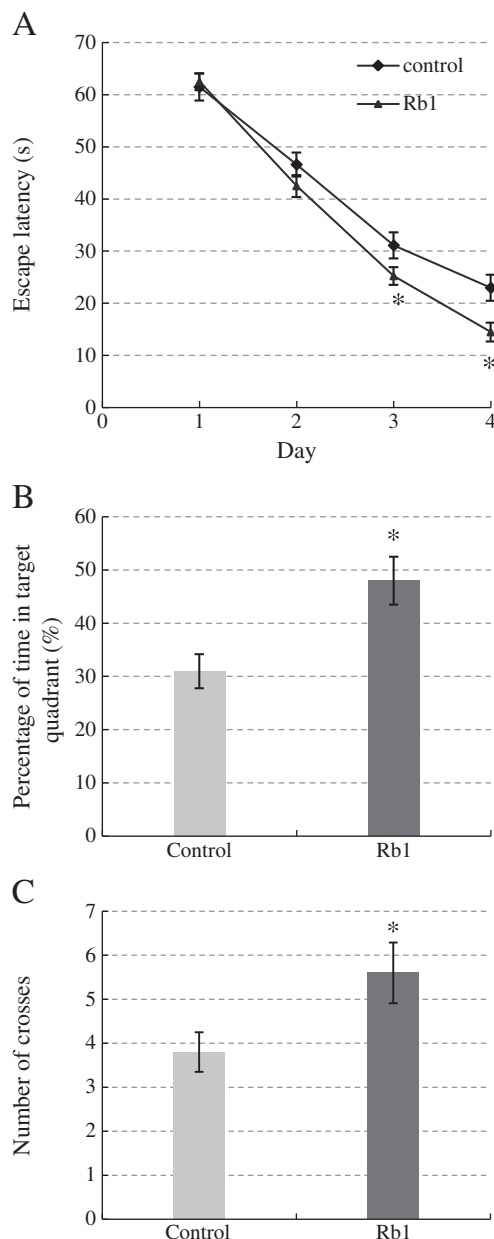 A
70
60
50
40
30
20
10
0
Escape latency (s)
control
Rb1
*
*
0 1 2 3 4
Day
B
60
50
40
30
20
10
0
Percentage of time in target
quadrant (%)
*
Control Rb1
C
7
6
5
4
3
2
1
0
Number of crosses
*
Control Rb1